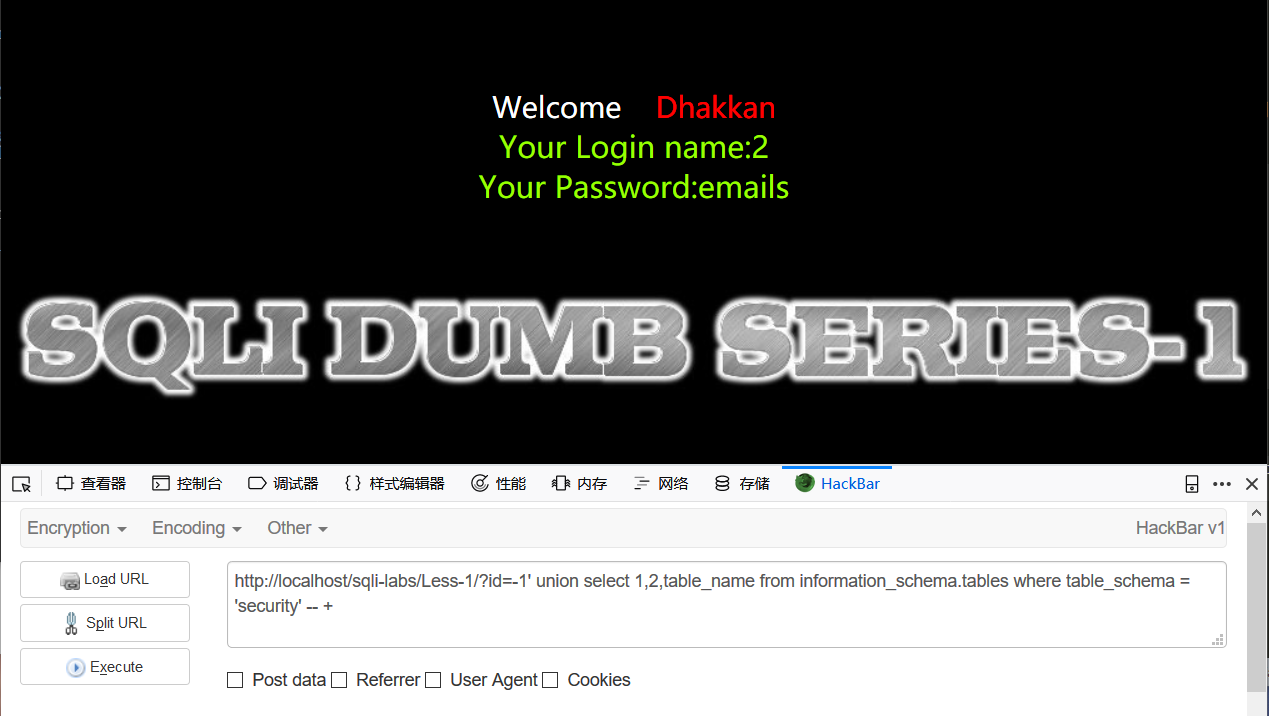 Welcome Dhakkan
Your Login name:2
Your Password:emails
SQLI DUMB SERIES-1
查看器 控制台 调试器 {} 样式编辑器 性能 内存 网络 存储 HackBar
Encryption Encoding Other HackBar v1
Load URL
Split URL
Execute
http://localhost/sqli-labs/Less-1/?id=-1' union select 1,2,table_name from information_schema.tables where table_schema =
'security' -- +
Post data Referrer User Agent Cookies